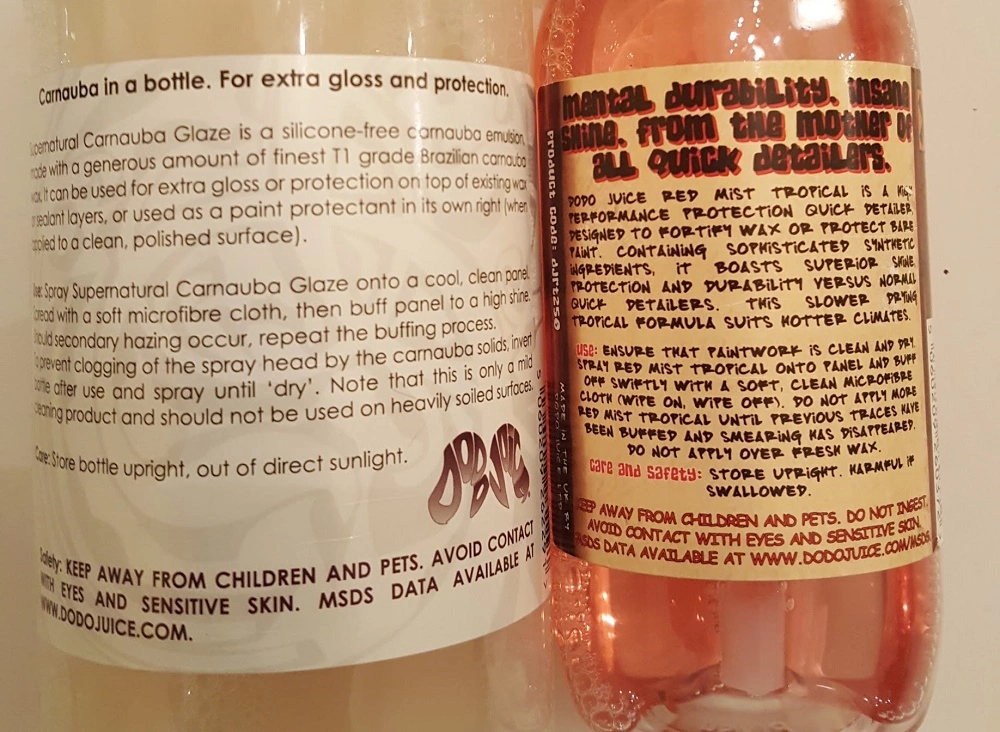 Carnauba in a bottle. For extra gloss and protection.
Supernatural Carnauba Glaze is a silicone-free carnauba emulsion,
made with a generous amount of finest T1 grade Brazilian carnauba
wax. It can be used for extra gloss or protection on top of existing wax
or sealant layers, or used as a paint protectant in its own right (when
applied to a clean, polished surface).
Use: Spray Supernatural Carnauba Glaze onto a cool, clean panel,
spread with a soft microfibre cloth, then buff panel to a high shine.
Should secondary hazing occur, repeat the buffing process.
To prevent clogging of the spray head by the carnauba solids, invert
bottle after use and spray until 'dry'. Note that this is only a mild
cleaning product and should not be used on heavily soiled surfaces.
Care: Store bottle upright, out of direct sunlight.
DODO JUICE
Safety: KEEP AWAY FROM CHILDREN AND PETS. AVOID CONTACT
WITH EYES AND SENSITIVE SKIN. MSDS DATA AVAILABLE AT
WWW.DODOJUICE.COM.
mental durability. insane
shine. from the mother of
all quick detailers.
DODO JUICE RED MIST TROPICAL IS A HIGH
PERFORMANCE PROTECTION QUICK DETAILER,
DESIGNED TO FORTIFY WAX OR PROTECT BARE
PAINT. CONTAINING SOPHISTICATED SYNTHETIC
INGREDIENTS, IT BOASTS SUPERIOR SHINE,
PROTECTION AND DURABILITY VERSUS NORMAL
QUICK DETAILERS. THIS SLOWER DRYING
TROPICAL FORMULA SUITS HOTTER CLIMATES.
use: ENSURE THAT PAINTWORK IS CLEAN AND DRY.
SPRAY RED MIST TROPICAL ONTO PANEL AND BUFF
OFF SWIFTLY WITH A SOFT, CLEAN MICROFIBRE
CLOTH (WIPE ON, WIPE OFF). DO NOT APPLY MORE
RED MIST TROPICAL UNTIL PREVIOUS TRACES HAVE
BEEN BUFFED AND SMEARING HAS DISAPPEARED.
DO NOT APPLY OVER FRESH WAX.
care and safety: STORE UPRIGHT. HARMFUL IF
SWALLOWED.
KEEP AWAY FROM CHILDREN AND PETS. DO NOT INGEST.
AVOID CONTACT WITH EYES AND SENSITIVE SKIN.
MSDS DATA AVAILABLE AT WWW.DODOJUICE.COM/MSDS.
product code: djrt250
MADE IN THE UK BY
DODO JUICE LTD